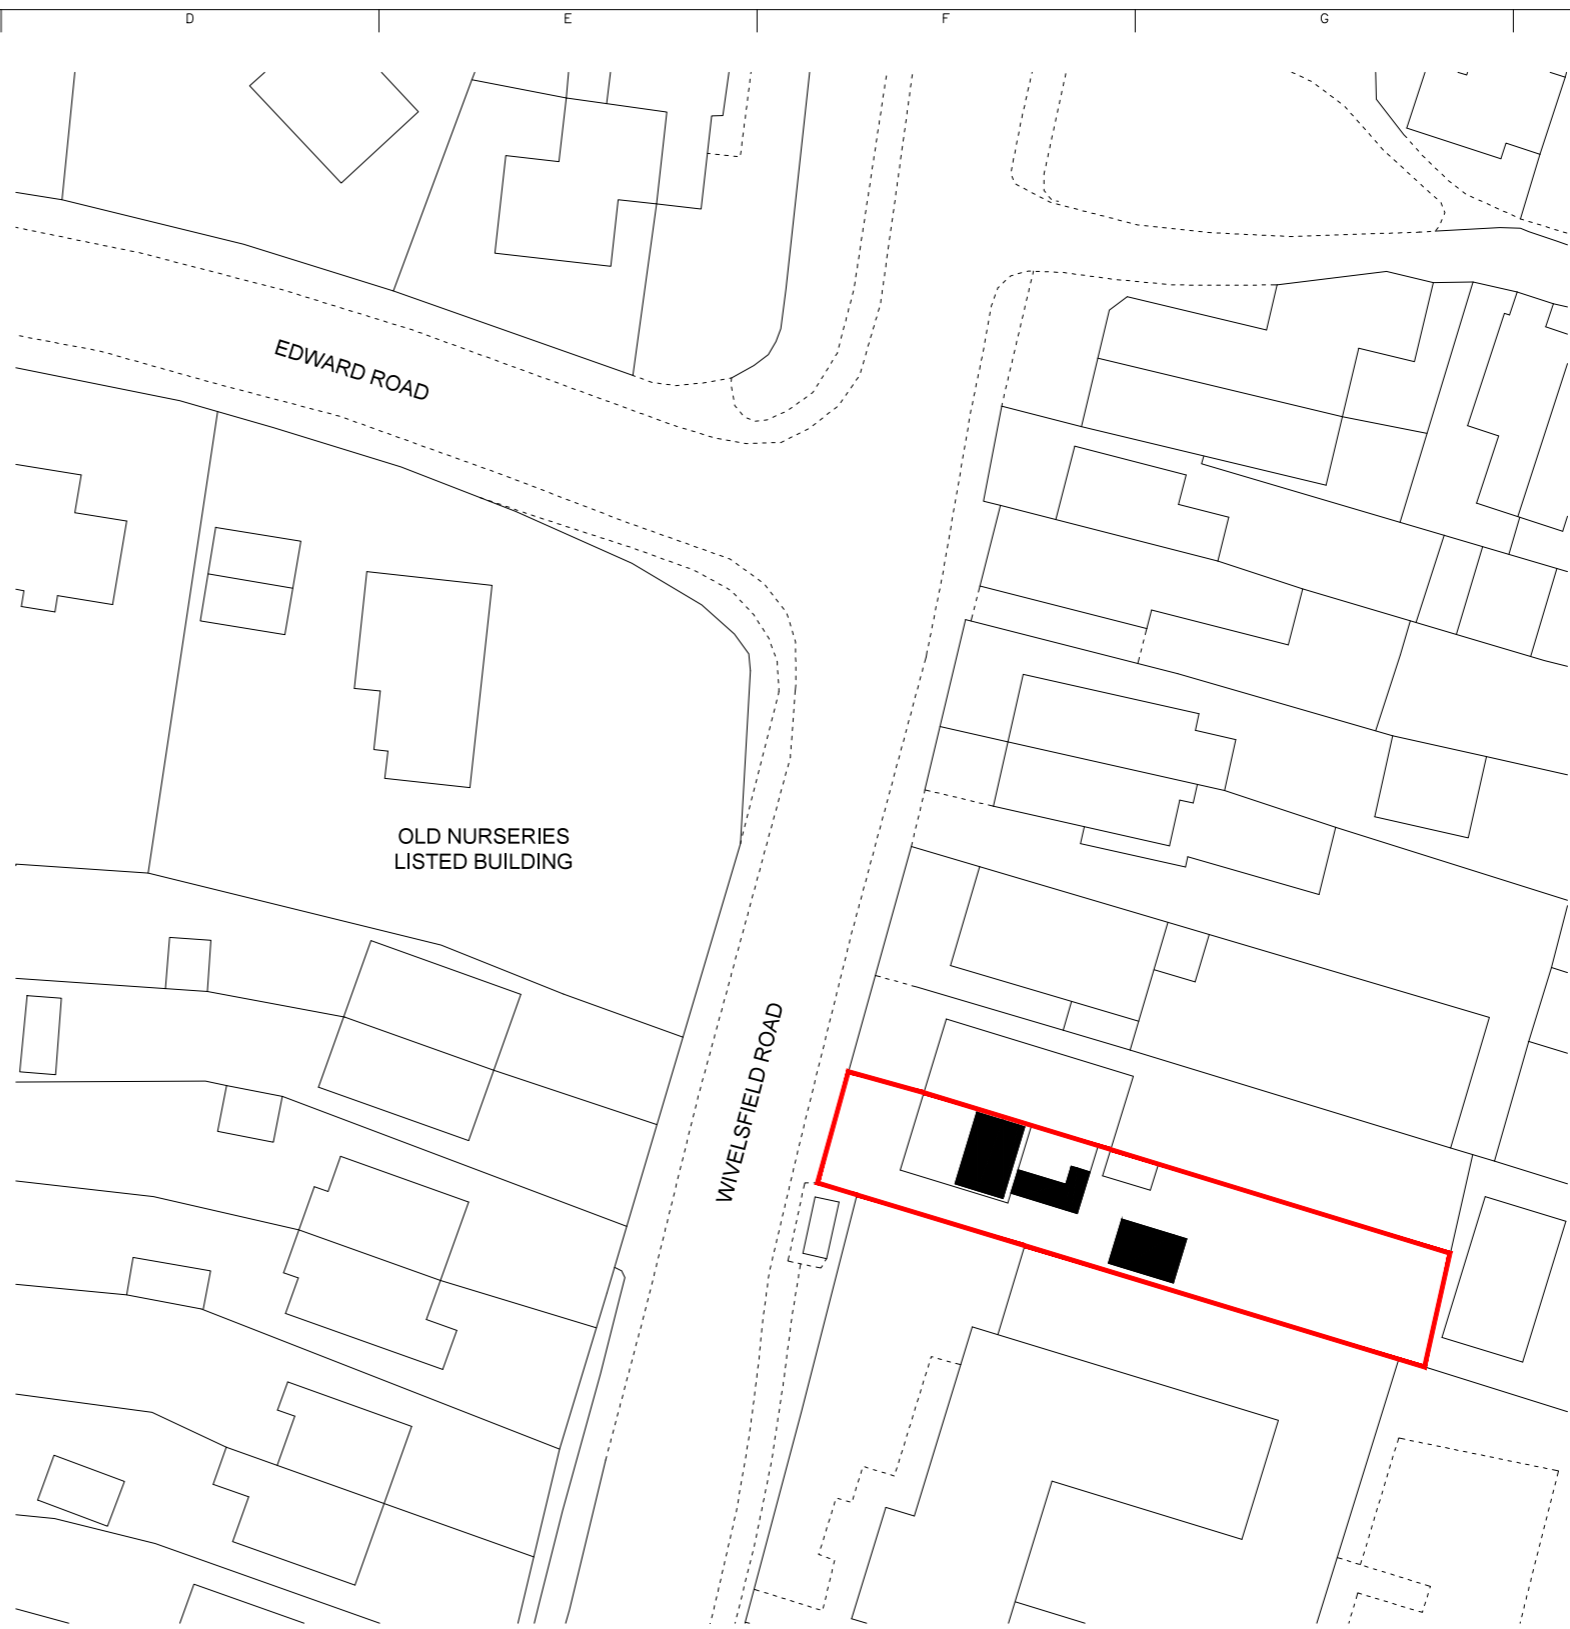 D
E
F
G
EDWARD ROAD
OLD NURSERIES
LISTED BUILDING
WIVELSFIELD ROAD